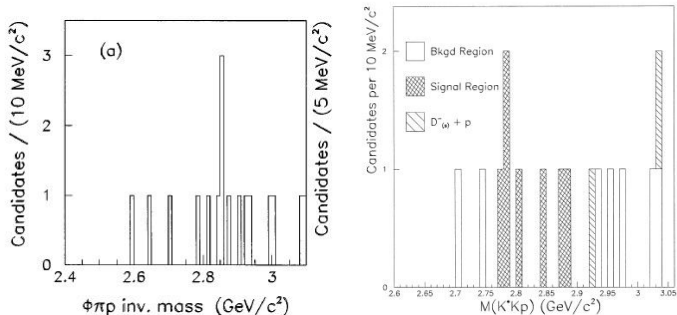 Candidates / (10 MeV/c²)
(a)
3
2
1
0
2.4 2.6 2.8 3
Φπp inv. mass (GeV/c²)
Candidates / (5 MeV/c²)
Candidates per 10 MeV/c²
2
1
0
Bkgd Region
Signal Region
D⁻₍ₛ₎ + p
2.6 2.65 2.7 2.75 2.8 2.85 2.9 2.95 3 3.05
M(K*Kp) (GeV/c²)